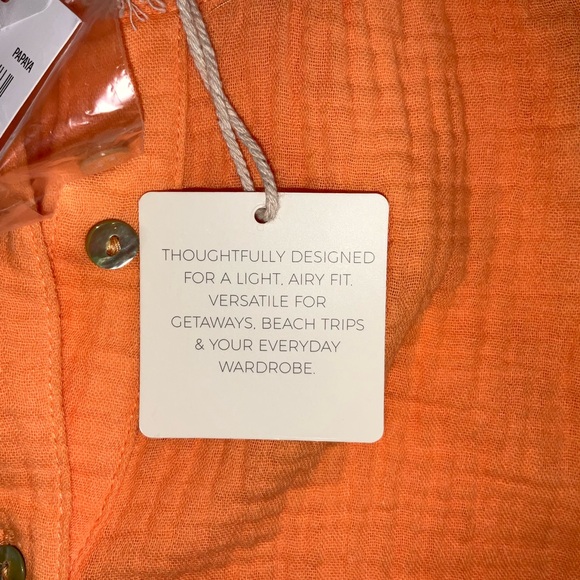 PAPAYA
THOUGHTFULLY DESIGNED
FOR A LIGHT, AIRY FIT.
VERSATILE FOR
GETAWAYS, BEACH TRIPS
& YOUR EVERYDAY
WARDROBE.